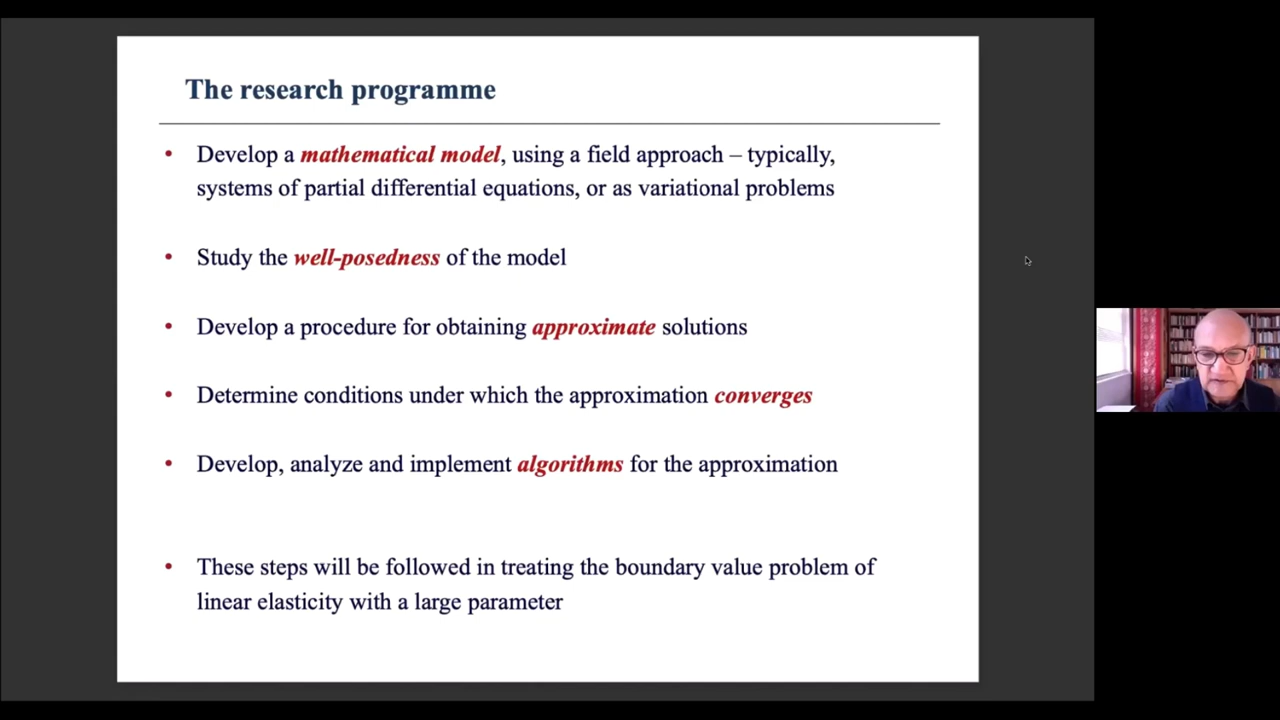 The research programme
• Develop a mathematical model, using a field approach – typically,
systems of partial differential equations, or as variational problems
• Study the well-posedness of the model
• Develop a procedure for obtaining approximate solutions
• Determine conditions under which the approximation converges
• Develop, analyze and implement algorithms for the approximation
• These steps will be followed in treating the boundary value problem of
linear elasticity with a large parameter